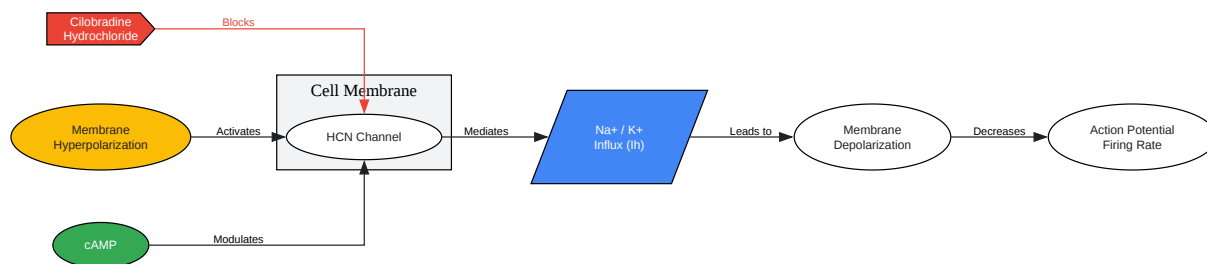 Cilobradine
Hydrochloride
Blocks
Cell Membrane
Membrane
Hyperpolarization
Activates
HCN Channel
Mediates
Na+ / K+
Influx (Ih)
Leads to
Membrane
Depolarization
Decreases
Action Potential
Firing Rate
cAMP
Modulates